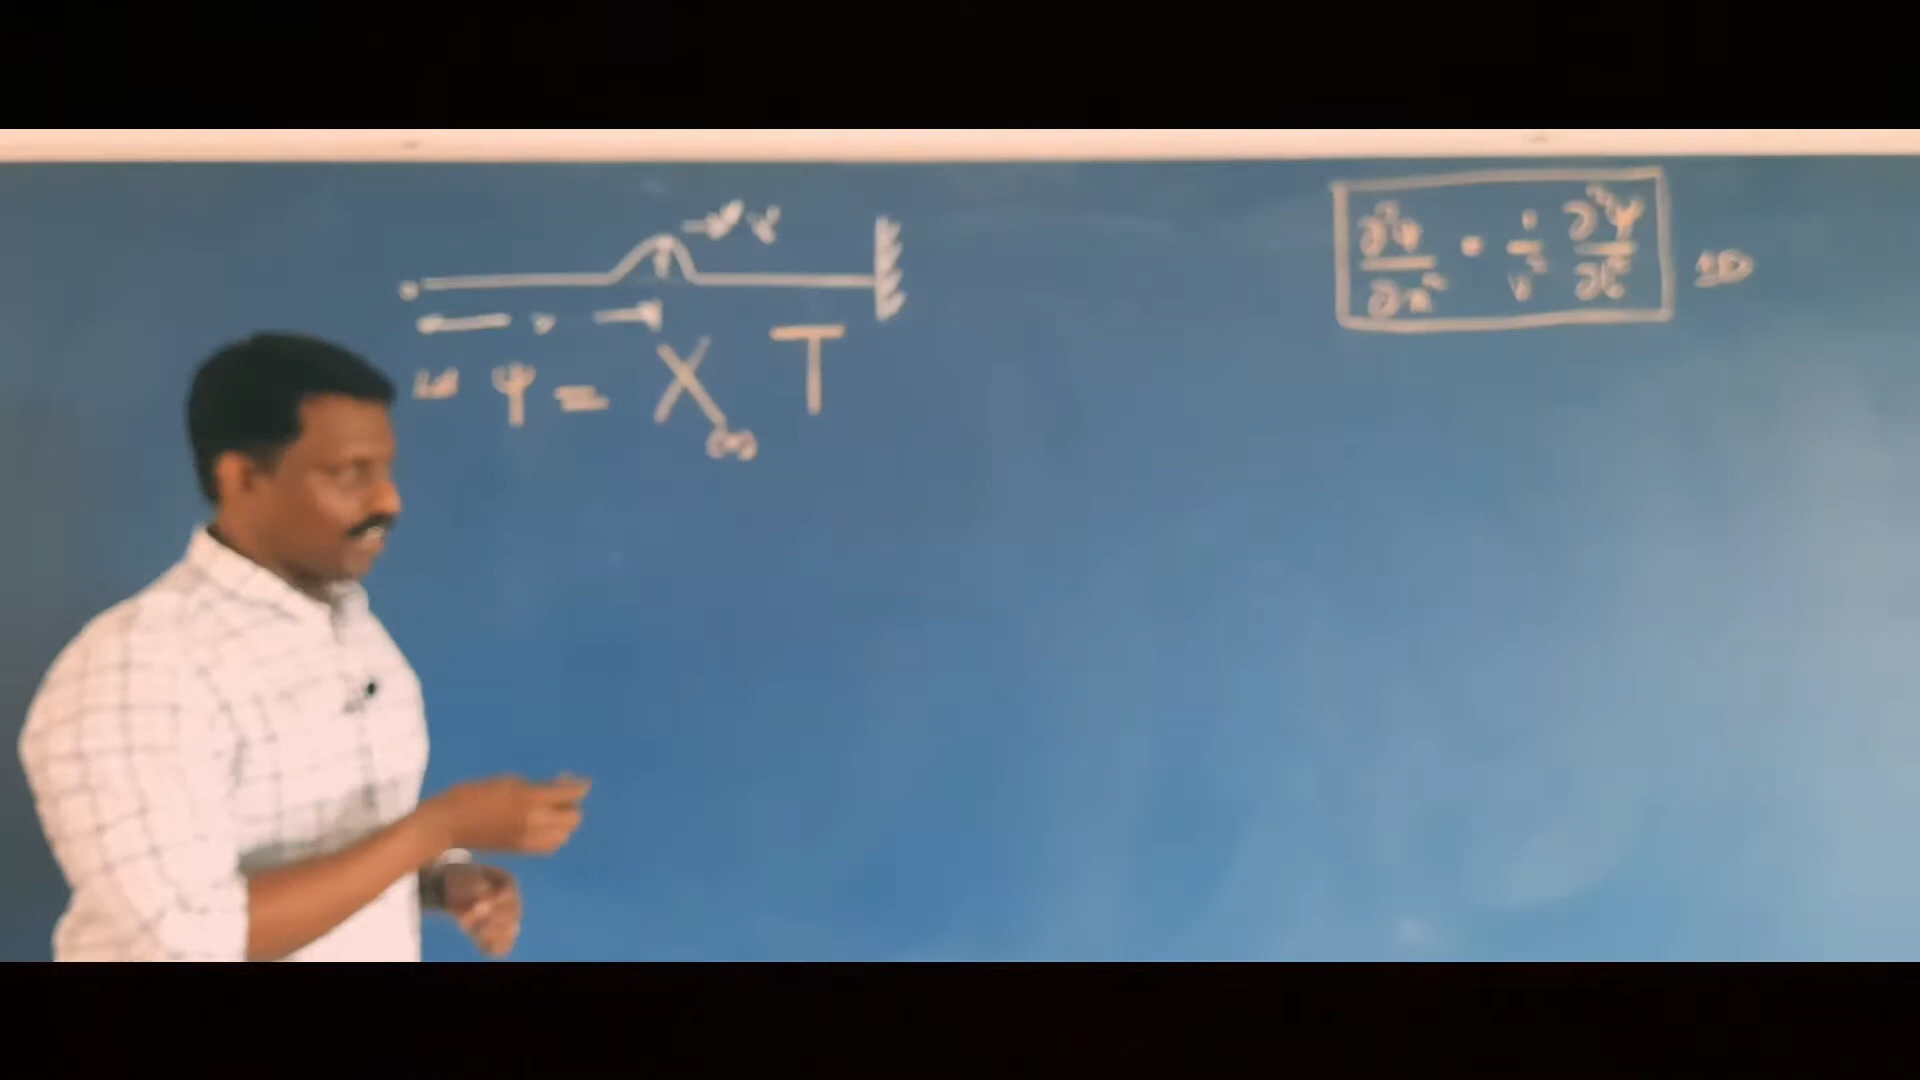 → v
x
Let ψ = X(x) T
∂²ψ/∂x² = 1/v² ∂²ψ/∂t² 1D